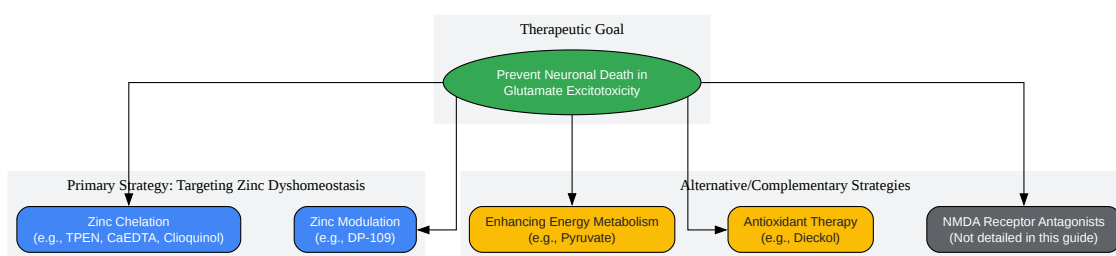 Therapeutic Goal
Prevent Neuronal Death in
Glutamate Excitotoxicity
Primary Strategy: Targeting Zinc Dyshomeostasis
Zinc Chelation
(e.g., TPEN, CaEDTA, Clioquinol)
Zinc Modulation
(e.g., DP-109)
Alternative/Complementary Strategies
Enhancing Energy Metabolism
(e.g., Pyruvate)
Antioxidant Therapy
(e.g., Dieckol)
NMDA Receptor Antagonists
(Not detailed in this guide)